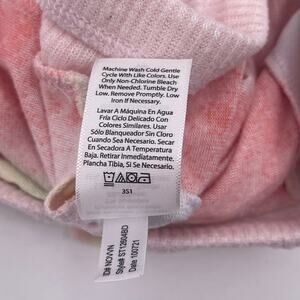 Machine Wash Cold Gentle
Cycle With Like Colors. Use
Only Non-Chlorine Bleach
When Needed. Tumble Dry
Low. Remove Promptly. Low
Iron If Necessary.
Lavar A Máquina En Agua
Fría Ciclo Delicado Con
Colores Similares. Usar
Sólo Blanqueador Sin Cloro
Cuando Sea Necesario. Secar
En Secadora A Temperatura
Baja. Retirar Inmediatamente.
Plancha Tibia, Si Se Necesario.
351
ID# NOVVN
Style# ST12604BD
Date 100721